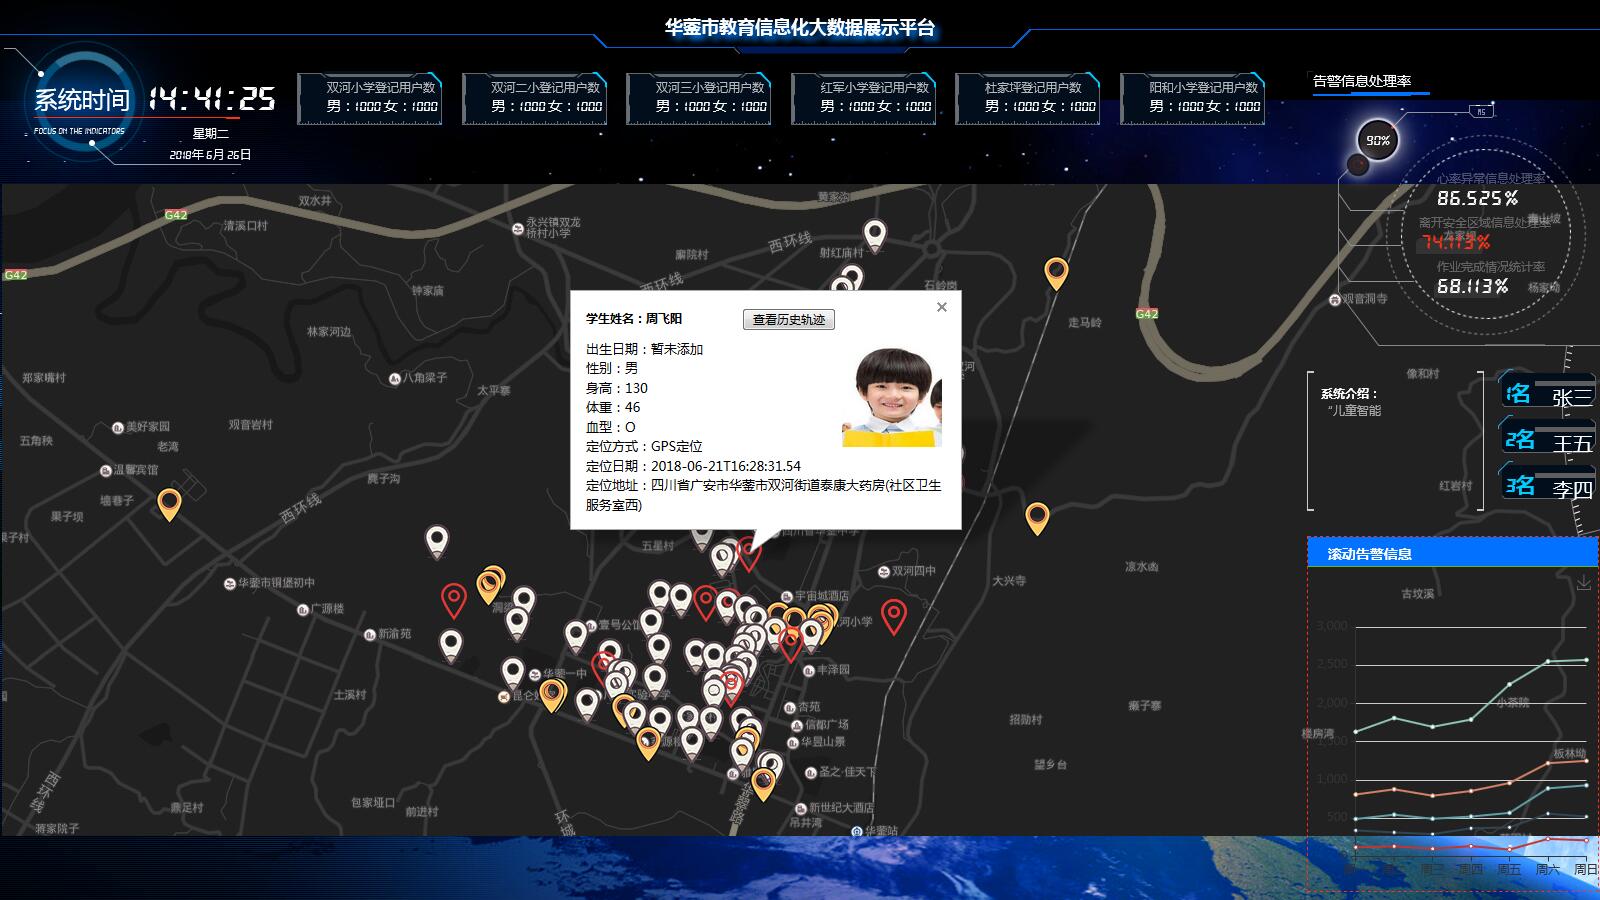 华蓥市教育信息化大数据展示平台
系统时间
14:41:25
FOCUS ON THE INDICATORS
星期二
2018年6月26日
双河小学登记用户数
男：1000 女：1000
双河二小登记用户数
男：1000 女：1000
双河三小登记用户数
男：1000 女：1000
红军小学登记用户数
男：1000 女：1000
杜家坪登记用户数
男：1000 女：1000
阳和小学登记用户数
男：1000 女：1000
告警信息处理率
90%
心率异常信息处理率
86.525%
离开安全区域信息处理率
74.113%
作业完成情况统计率
68.113%
系统介绍：
“儿童智能
1名 张三
2名 王五
3名 李四
滚动告警信息
3,000
2,500
2,000
1,500
1,000
500
周四
周五
周六
周日
学生姓名：周飞阳
查看历史轨迹
×
出生日期：暂未添加
性别：男
身高：130
体重：46
血型：O
定位方式：GPS定位
定位日期：2018-06-21T16:28:31.54
定位地址：四川省广安市华蓥市双河街道泰康大药房(社区卫生
服务室西)
G42
G42
G42
双水井
清溪口村
永兴镇双龙
桥村小学
黄家沟
西环线
廨院村
射红庙村
石岭岗
西环线
钟家庙
林家河边
走马岭
观音洞寺
杨家坳
像和村
郑家嘴村
八角梁子
太平寨
美好家园
观音岩村
五角秧
老湾
温馨宾馆
墙巷子
鹿子沟
果子坝
西环线
红岩村
五星村
华蓥市铜堡初中
广源楼
新渝苑
双河四中
大兴寺
凉水函
古坟溪
宇宙城酒店
壹号公馆
丰泽园
华蓥一中
土溪村
杏苑
信都广场
华昱山景
圣之·佳天下
新世纪大酒店
吊井湾
华蓥站
招勋村
癞子寨
小茶院
楼房湾
板林坳
望乡台
西环线
鼎足村
包家垭口
前进村
蒋家院子
环城